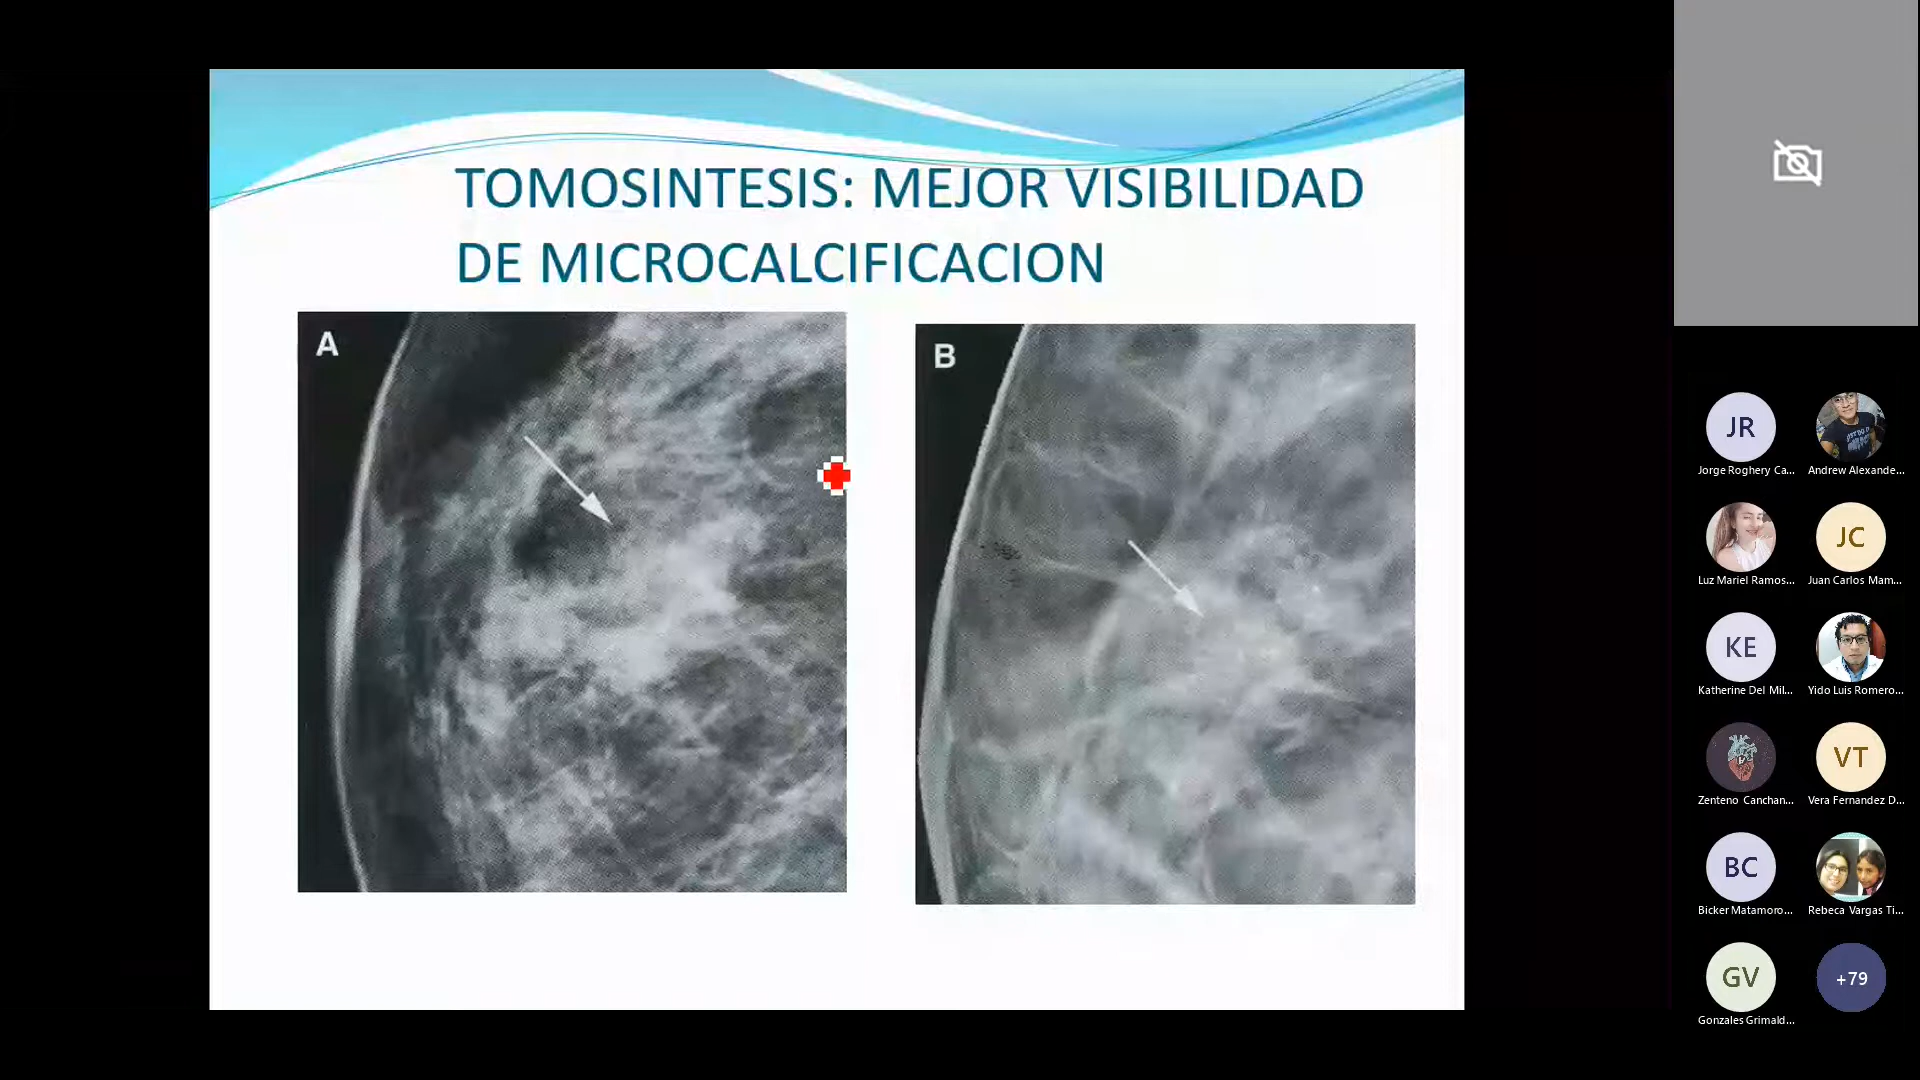 TOMOSINTESIS: MEJOR VISIBILIDAD
DE MICROCALCIFICACION
A
B
JR
Jorge Roghery Ca...
Andrew Alexande...
Luz Mariel Ramos...
JC
Juan Carlos Mam...
KE
Katherine Del Mil...
Yido Luis Romero...
Zenteno Canchan...
VT
Vera Fernandez D...
BC
Bicker Matamoro...
Rebeca Vargas Ti...
GV
Gonzales Grimald...
+79